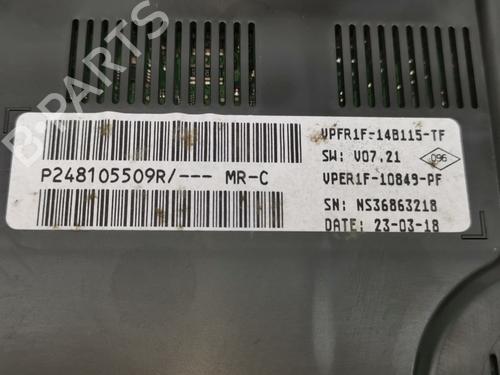 B-PARTS
VPFR1F-14B115-TF
SW: V07.21
096
P248105509R/--- MR-C
VPER1F-10849-PF
SN: NS36863218
DATE: 23-03-18